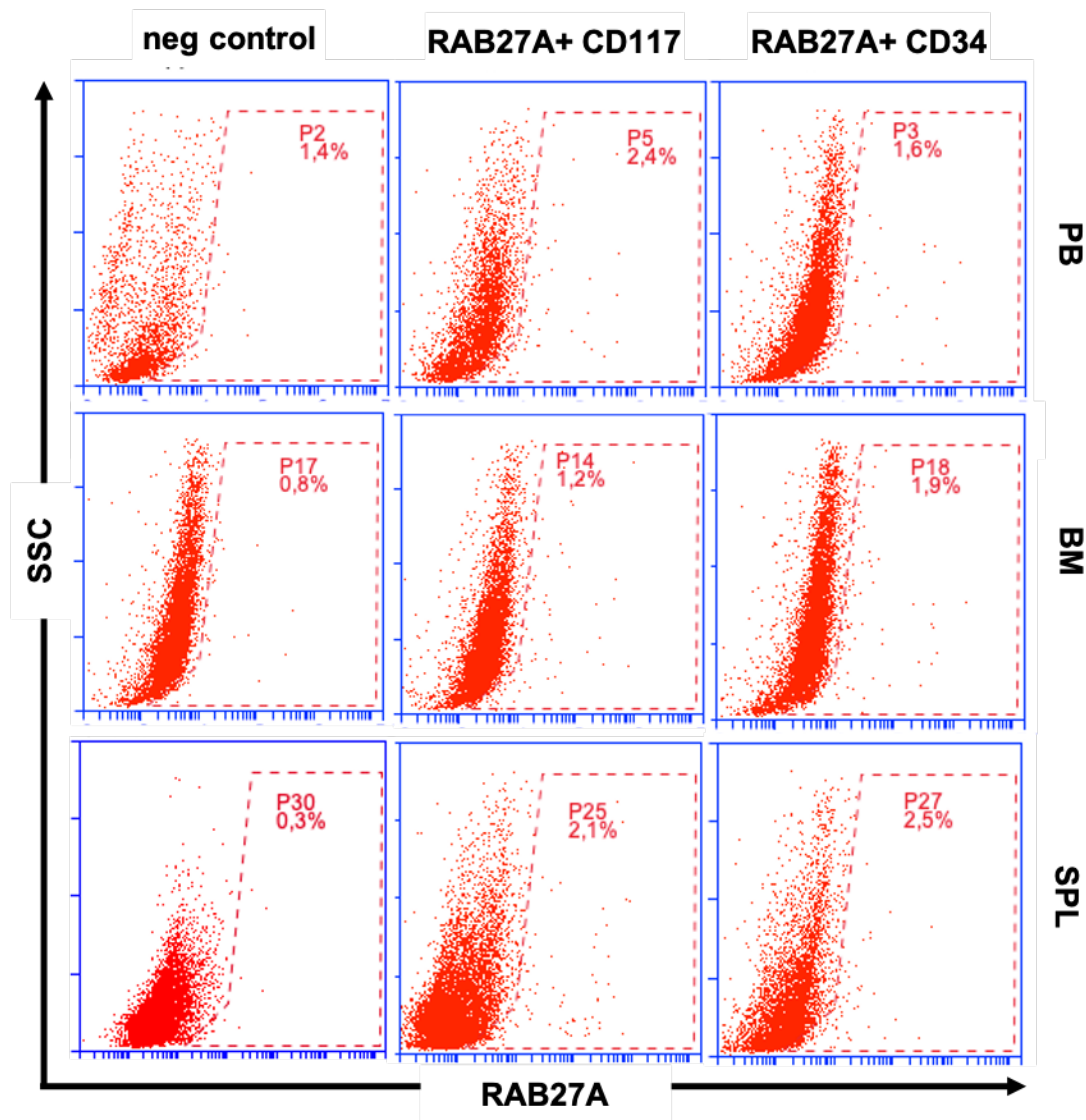 neg control
RAB27A+ CD117
RAB27A+ CD34
P2
1,4%
P5
2,4%
P3
1,6%
PB
P17
0,8%
P14
1,2%
P18
1,9%
BM
SSC
P30
0,3%
P25
2,1%
P27
2,5%
SPL
RAB27A